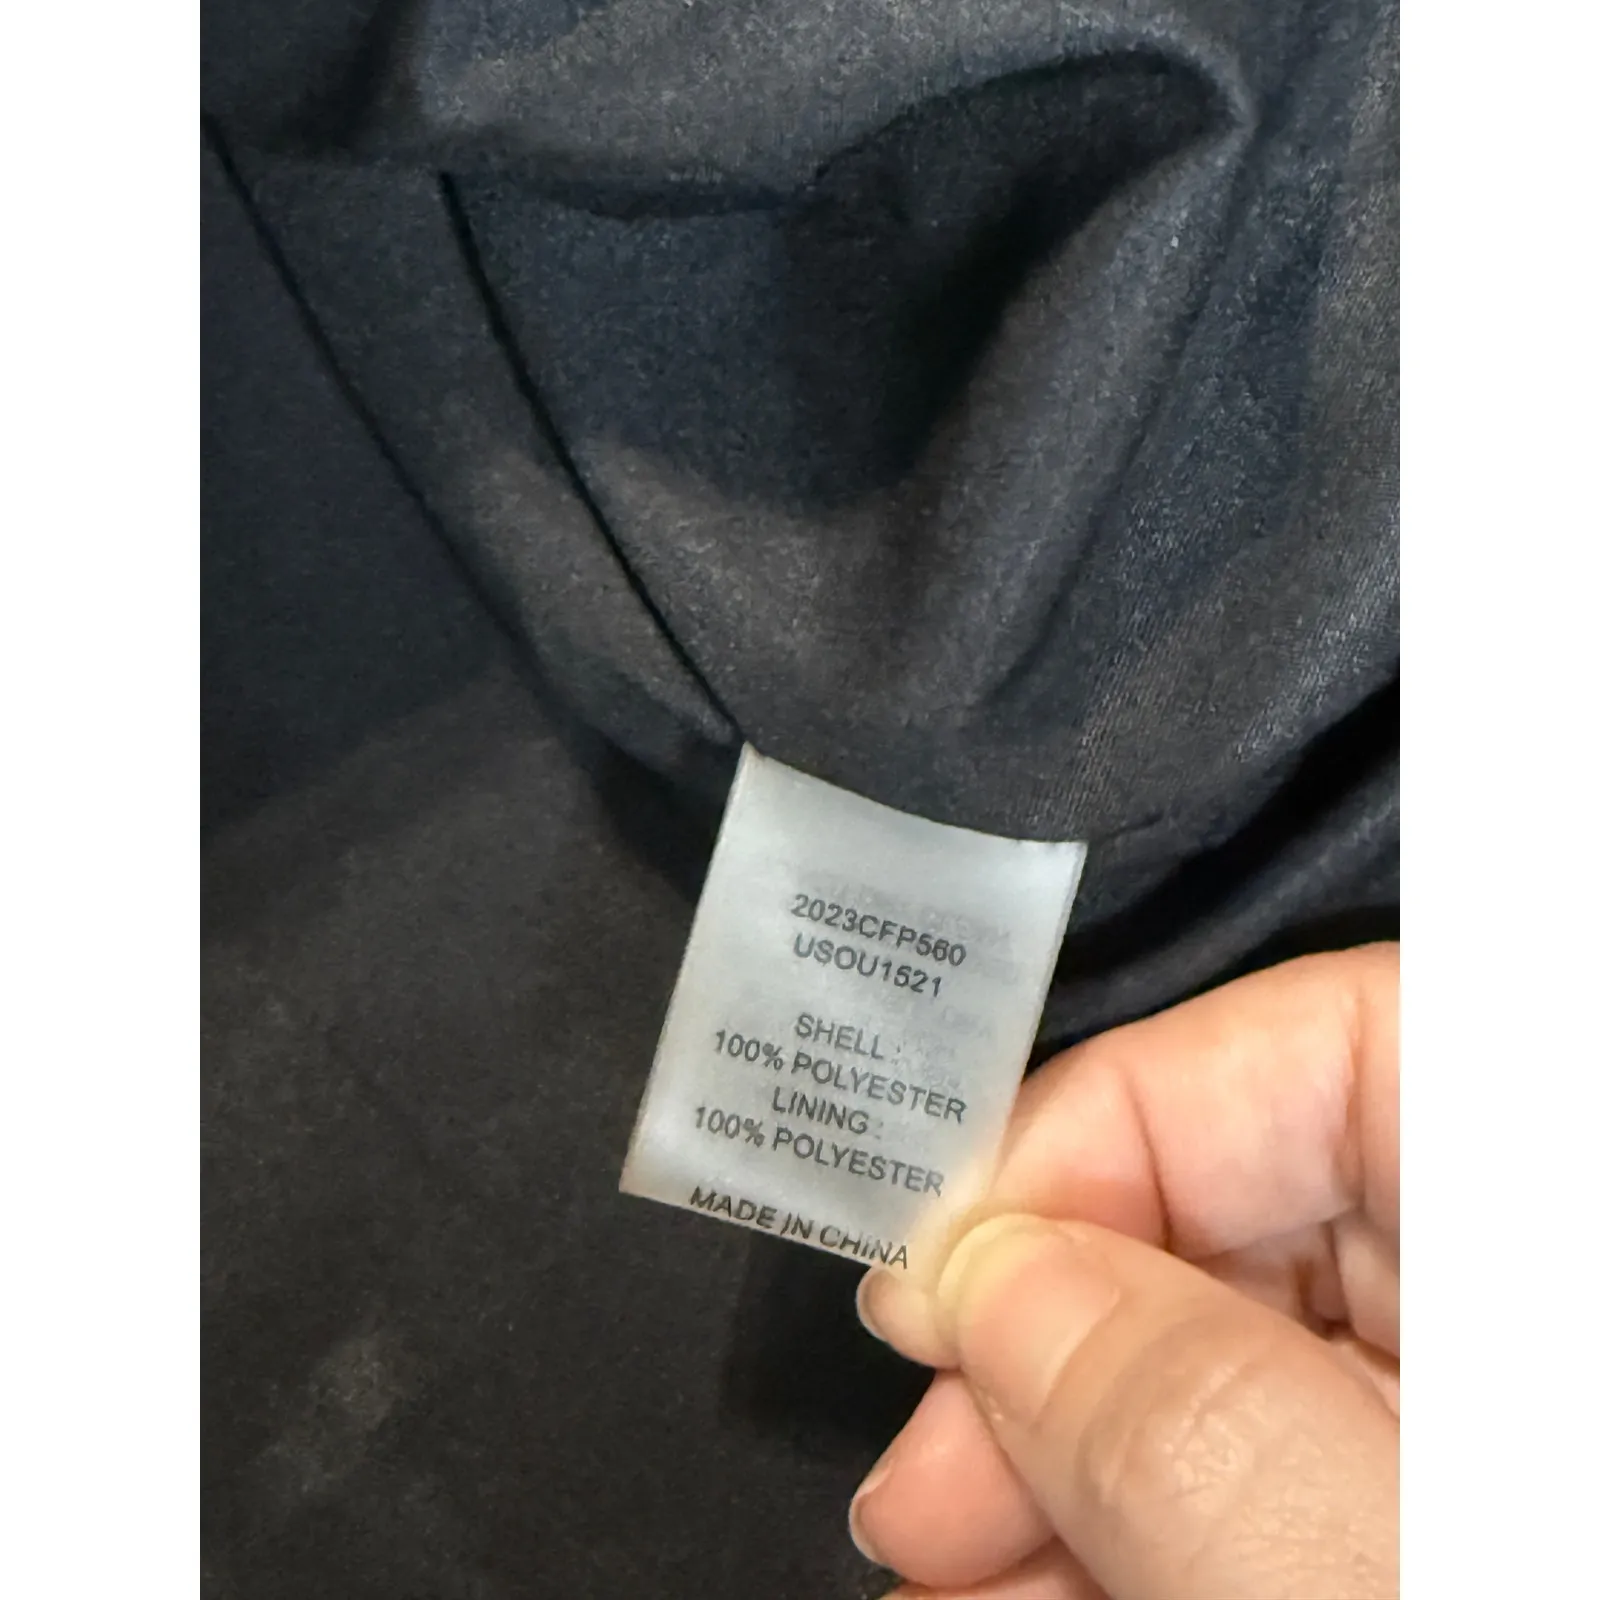 2023CFP560
USOU1521
SHELL :
100% POLYESTER
LINING :
100% POLYESTER
MADE IN CHINA